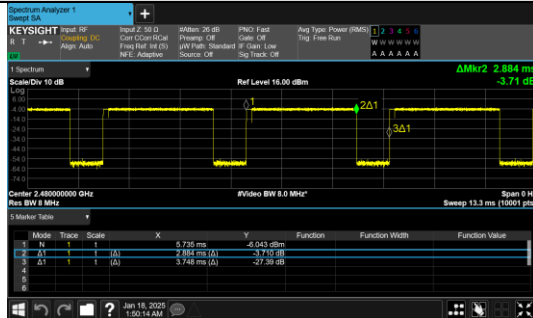 Spectrum Analyzer 1
Swept SA
+
KEYSIGHT Input: RF Input Z: 50 Ω #Atten: 26 dB PNO: Fast Avg Type: Power (RMS) 1 2 3 4 5 6
R T Coupling: DC Corr CCorr RCal Preamp: Off Gate: Off Trig: Free Run W W W W W W
Align: Auto Freq Ref: Int (S) µW Path: Standard IF Gain: Low
NFE: Adaptive Source: Off Sig Track: Off A A A A A A
1 Spectrum ΔMkr2 2.884 ms
Scale/Div 10 dB Ref Level 16.00 dBm -3.71 dB
Log
6.00
-4.00
-14.0
-24.0
-34.0
-44.0
-54.0
-64.0
-74.0
1
2Δ1
3Δ1
Center 2.480000000 GHz #Video BW 8.0 MHz* Span 0 H
Res BW 8 MHz Sweep 13.3 ms (10001 pts
5 Marker Table
Mode Trace Scale X Y Function Function Width Function Value
1 N 1 t 5.735 ms -6.043 dBm
2 Δ1 1 t (Δ) 2.884 ms (Δ) -3.710 dB
3 Δ1 1 t (Δ) 3.748 ms (Δ) -27.39 dB
4
5
6
? Jan 18, 2025
1:50:14 AM